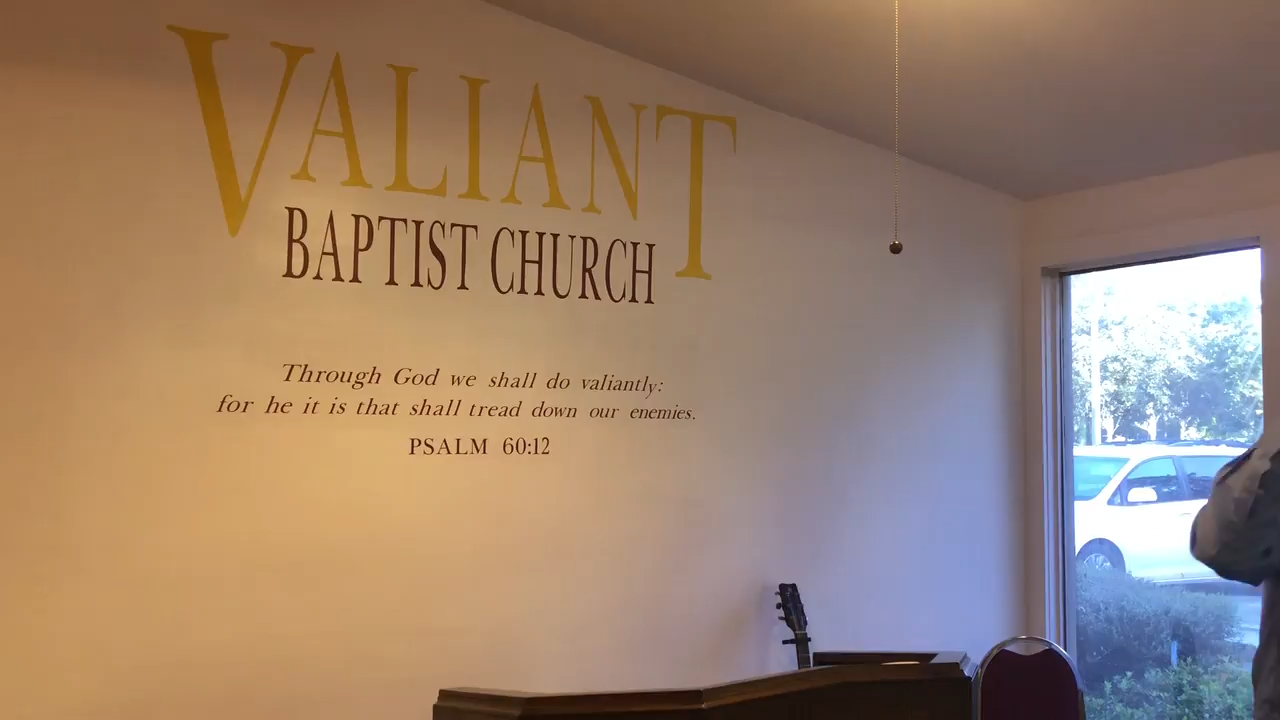 VALIANT
BAPTIST CHURCH
Through God we shall do valiantly:
for he it is that shall tread down our enemies.
PSALM 60:12